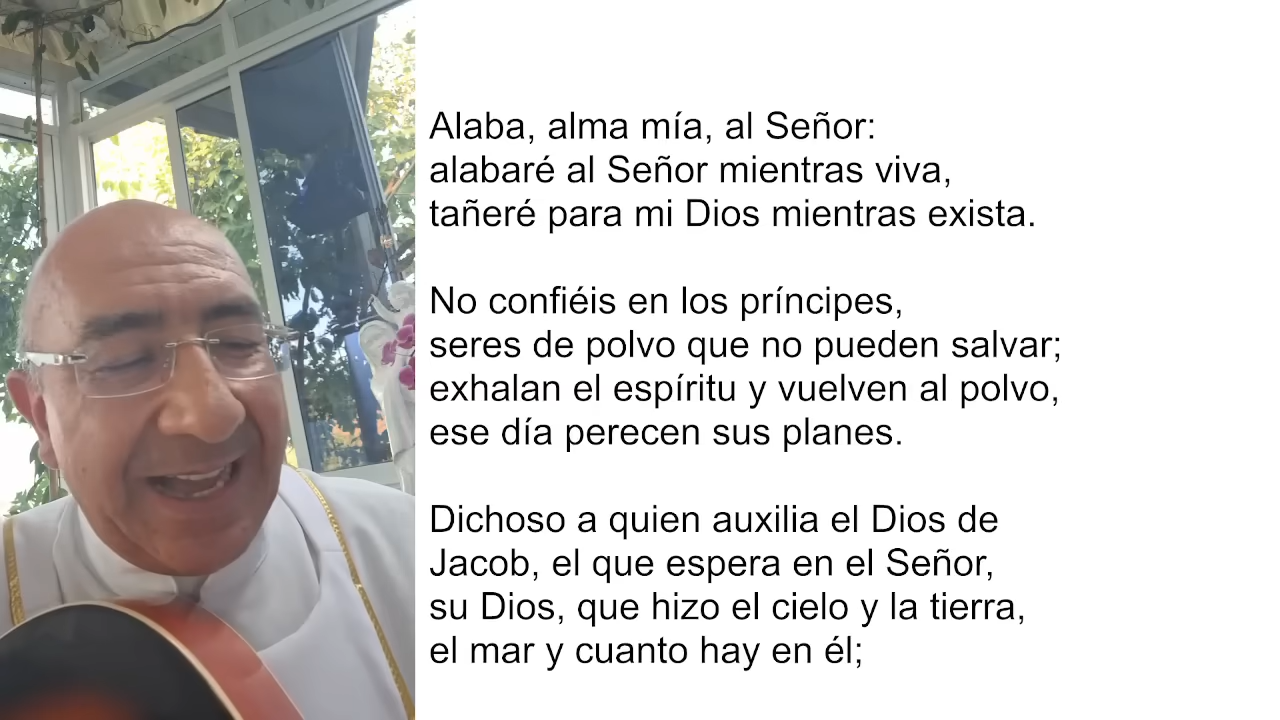 Alaba, alma mía, al Señor:
alabaré al Señor mientras viva,
tañeré para mi Dios mientras exista.
No confiéis en los príncipes,
seres de polvo que no pueden salvar;
exhalan el espíritu y vuelven al polvo,
ese día perecen sus planes.
Dichoso a quien auxilia el Dios de
Jacob, el que espera en el Señor,
su Dios, que hizo el cielo y la tierra,
el mar y cuanto hay en él;